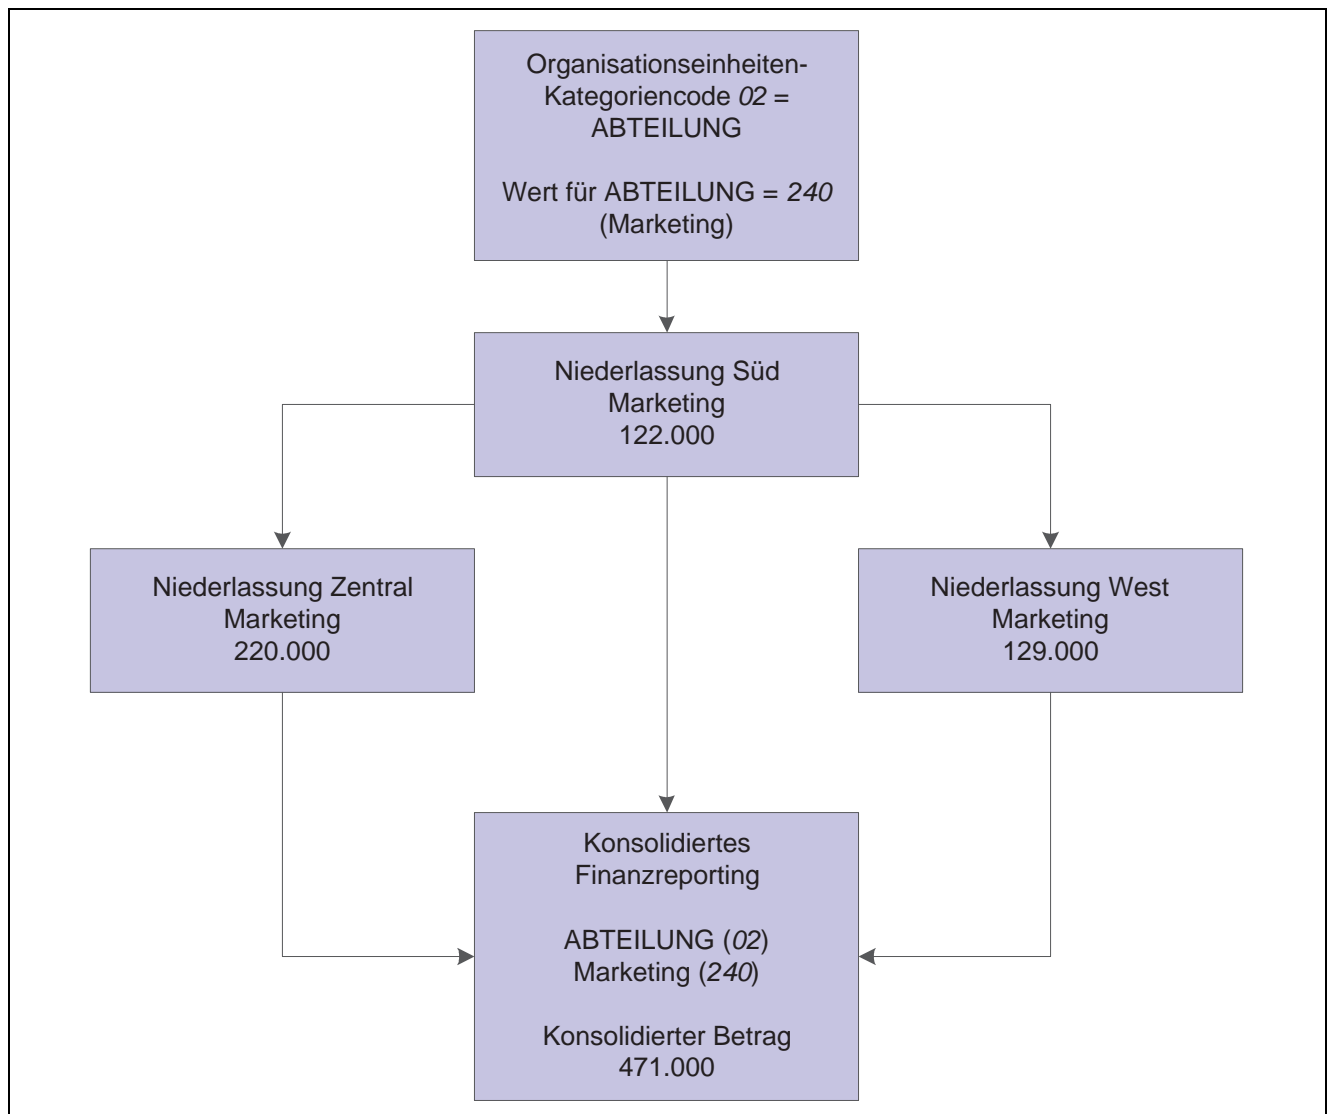 Organisationseinheiten-
Kategoriencode 02 =
ABTEILUNG
Wert für ABTEILUNG = 240
(Marketing)
Niederlassung Süd
Marketing
122.000
Niederlassung Zentral
Marketing
220.000
Niederlassung West
Marketing
129.000
Konsolidiertes
Finanzreporting
ABTEILUNG (02)
Marketing (240)
Konsolidierter Betrag
471.000